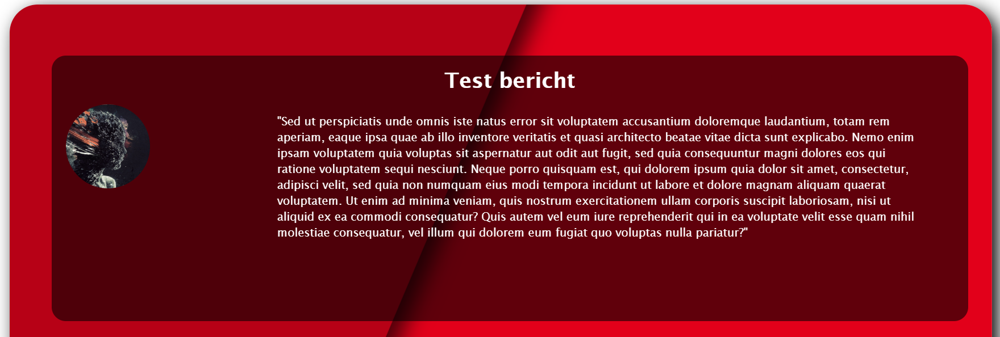 Test bericht
"Sed ut perspiciatis unde omnis iste natus error sit voluptatem accusantium doloremque laudantium, totam rem
aperiam, eaque ipsa quae ab illo inventore veritatis et quasi architecto beatae vitae dicta sunt explicabo. Nemo enim
ipsam voluptatem quia voluptas sit aspernatur aut odit aut fugit, sed quia consequuntur magni dolores eos qui
ratione voluptatem sequi nesciunt. Neque porro quisquam est, qui dolorem ipsum quia dolor sit amet, consectetur,
adipisci velit, sed quia non numquam eius modi tempora incidunt ut labore et dolore magnam aliquam quaerat
voluptatem. Ut enim ad minima veniam, quis nostrum exercitationem ullam corporis suscipit laboriosam, nisi ut
aliquid ex ea commodi consequatur? Quis autem vel eum iure reprehenderit qui in ea voluptate velit esse quam nihil
molestiae consequatur, vel illum qui dolorem eum fugiat quo voluptas nulla pariatur?"